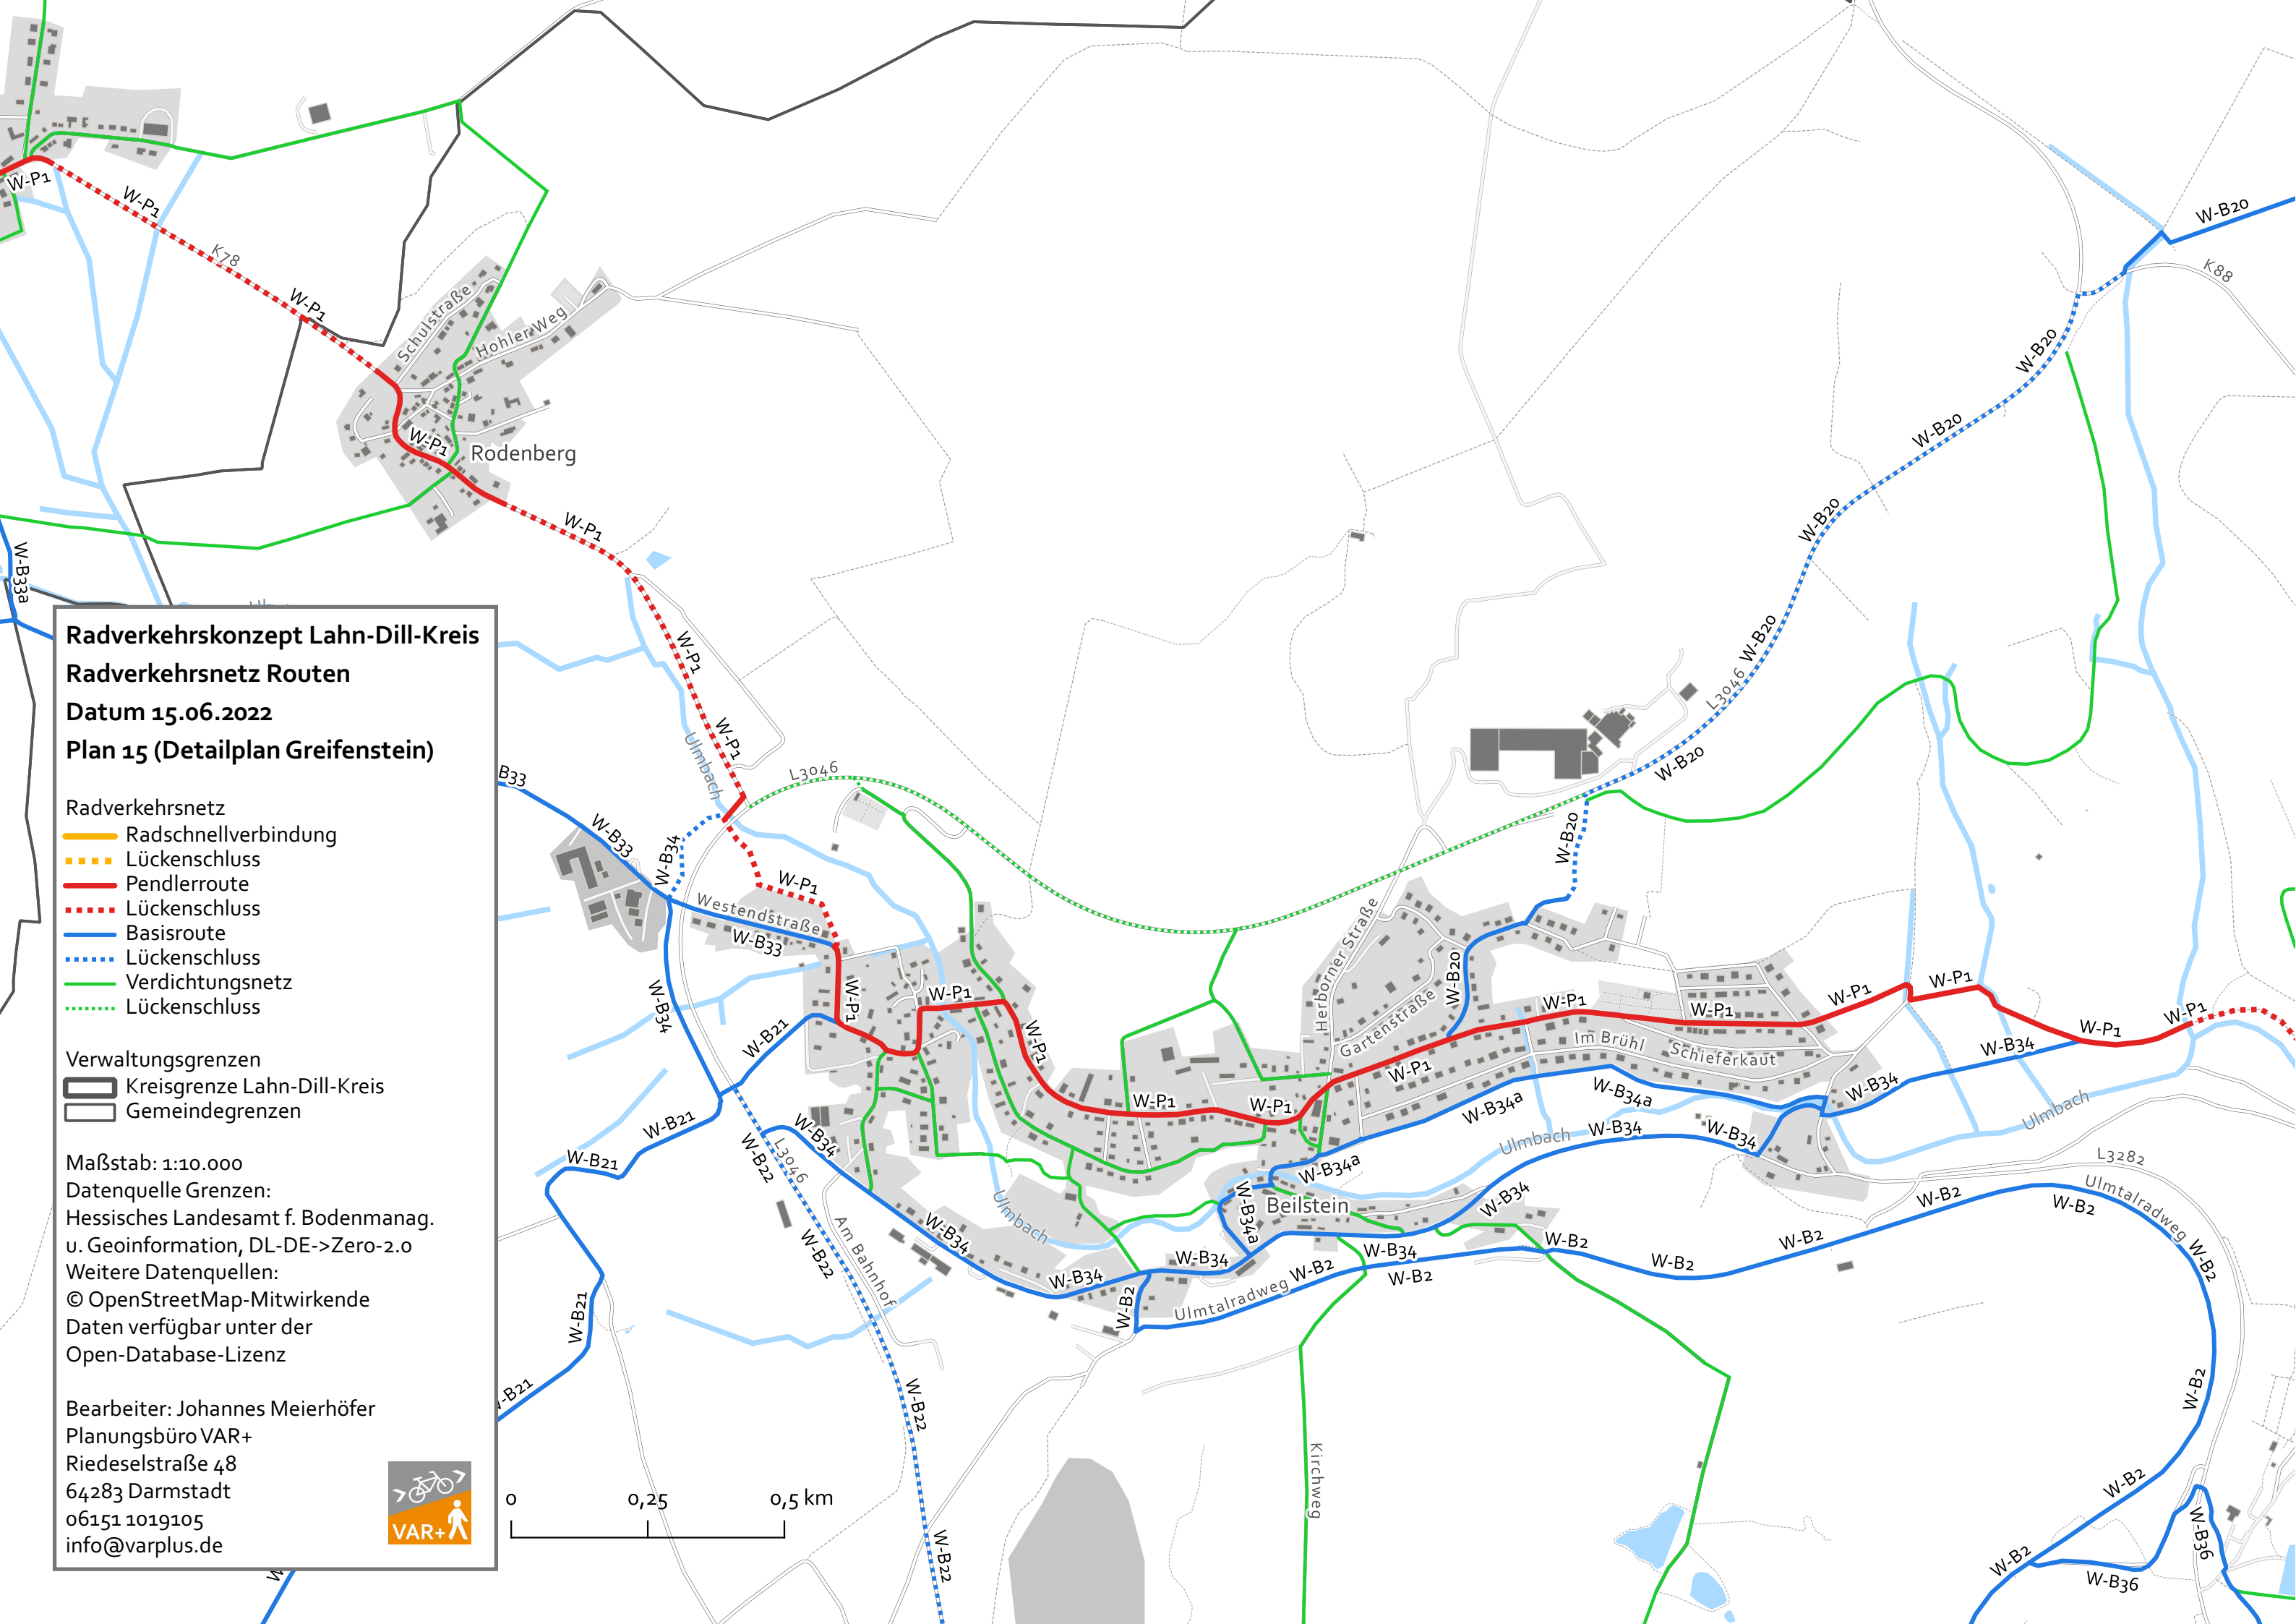 Radverkehrskonzept Lahn-Dill-Kreis
Radverkehrsnetz Routen
Datum 15.06.2022
Plan 15 (Detailplan Greifenstein)
Radverkehrsnetz
Radschnellverbindung
Lückenschluss
Pendlerroute
Lückenschluss
Basisroute
Lückenschluss
Verdichtungsnetz
Lückenschluss
Verwaltungsgrenzen
Kreisgrenze Lahn-Dill-Kreis
Gemeindegrenzen
Maßstab: 1:10.000
Datenquelle Grenzen:
Hessisches Landesamt f. Bodenmanag.
u. Geoinformation, DL-DE->Zero-2.0
Weitere Datenquellen:
© OpenStreetMap-Mitwirkende
Daten verfügbar unter der
Open-Database-Lizenz
Bearbeiter: Johannes Meierhöfer
Planungsbüro VAR+
Riedeselstraße 48
64283 Darmstadt
06151 1019105
info@varplus.de
VAR+
0
0,25
0,5 km
W-P1
W-P1
K78
W-P1
Schulstraße
Hohler Weg
W-P1
Rodenberg
W-P1
W-P1
W-P1
Ulmbach
L3046
W-B33a
B33
W-B33
W-B34
W-P1
Westendstraße
W-B33
W-B34
W-P1
W-P1
W-P1
W-B21
W-B21
W-B21
W-B21
W-B21
W-B22
L3046
W-B34
W-B22
Am Bahnhof
W-B34
W-B22
W-B22
Ulmbach
W-B34
W-B34
W-B2
Ulmtalradweg
W-B2
W-P1
W-P1
Herborner Straße
Gartenstraße
W-B20
W-B20
W-P1
W-P1
W-P1
Im Brühl
Schieferkaut
W-P1
W-P1
W-P1
W-P1
W-B34
W-B34
W-B34a
W-B34a
W-B34a
W-B34a
Beilstein
Ulmbach
W-B34
W-B34
W-B34
W-B34
W-B2
W-B2
W-B2
W-B2
W-B2
W-B2
Ulmbach
L3282
Ulmtalradweg
W-B2
W-B2
W-B2
W-B2
W-B2
W-B36
W-B36
Kirchweg
W-B20
L3046
W-B20
W-B20
W-B20
W-B20
W-B20
K88